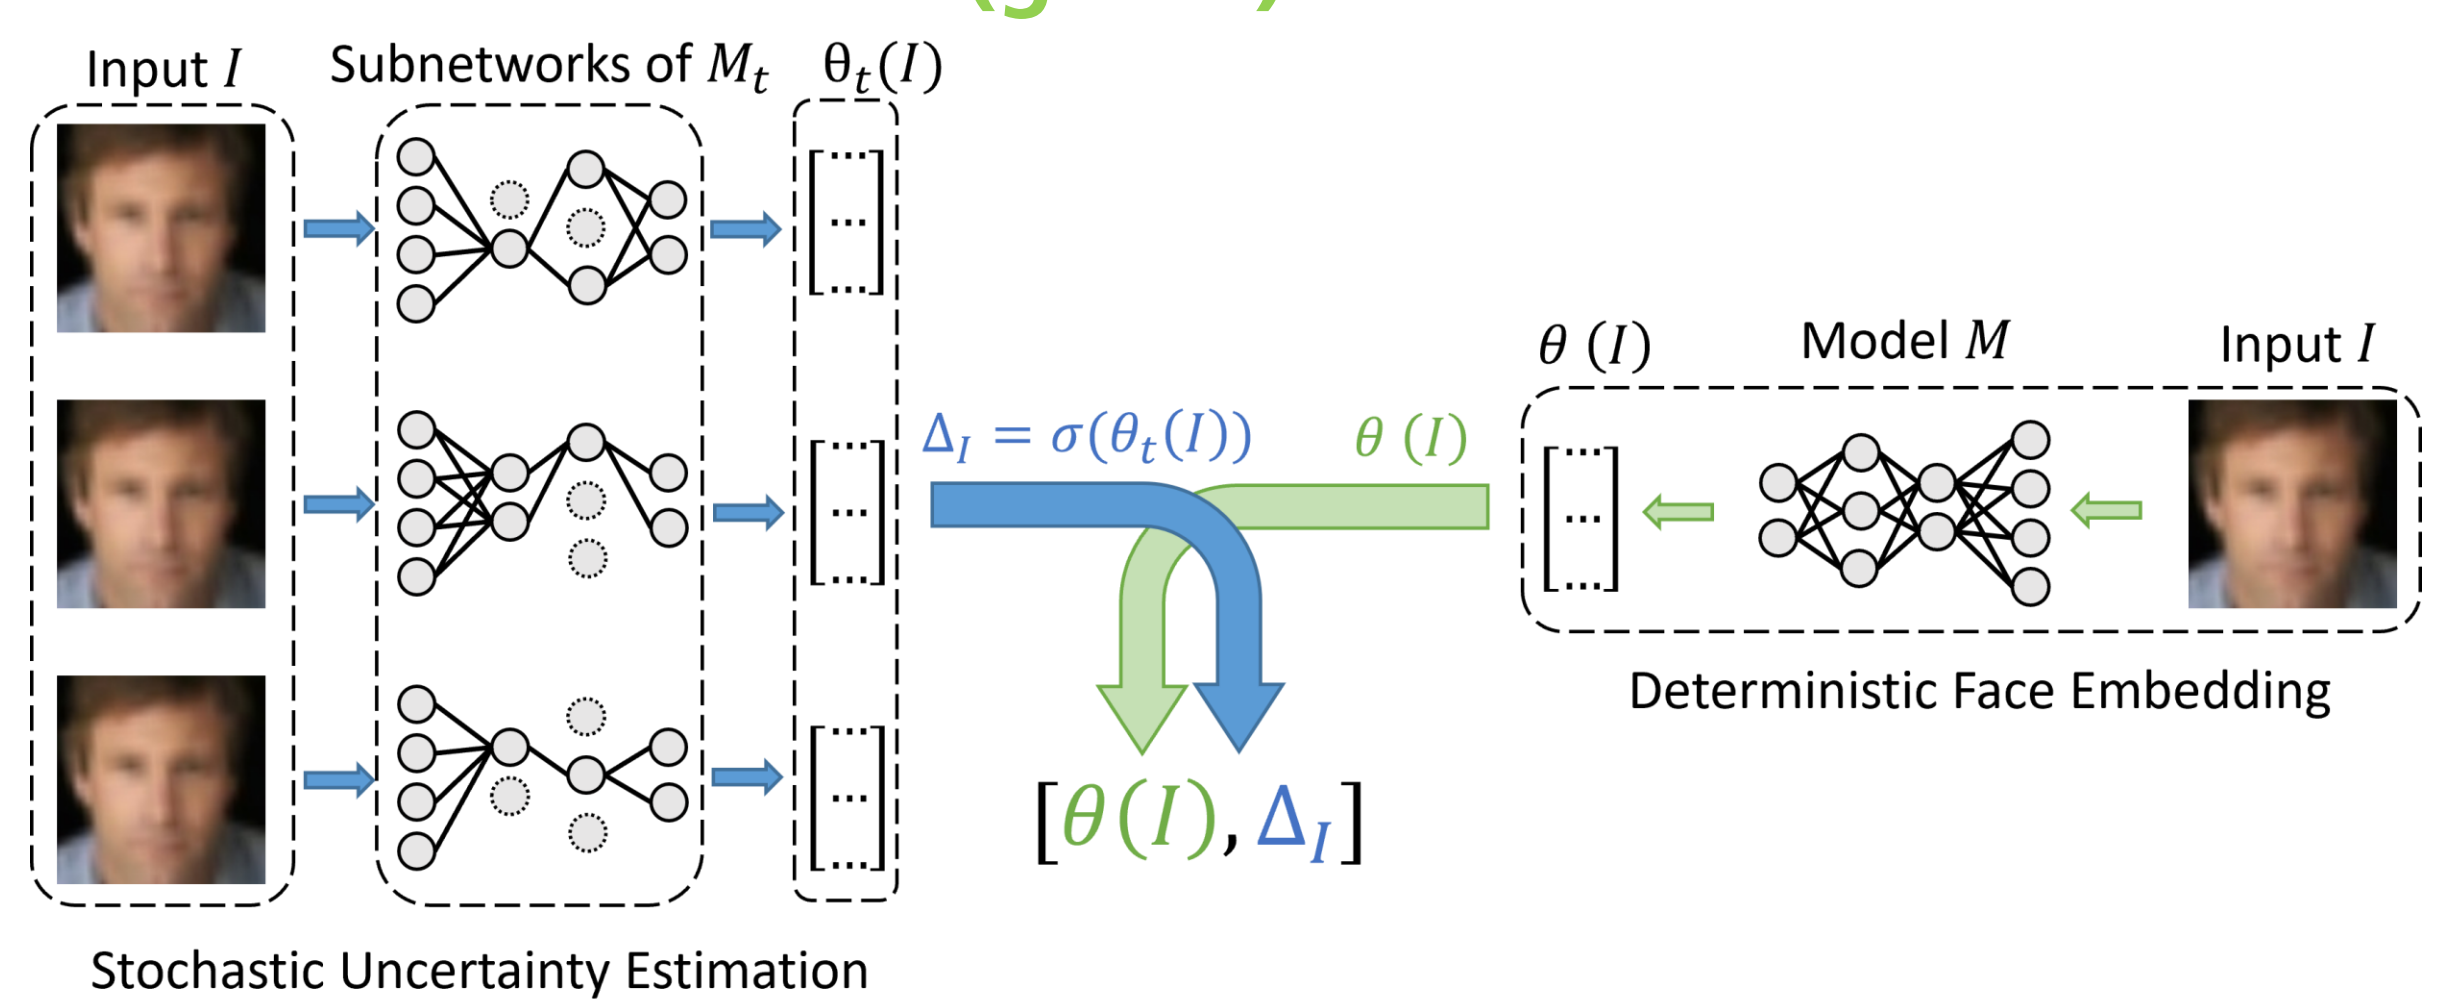 Input I
Subnetworks of M_t
θ_t(I)
[... ... ...]
[... ... ...]
[... ... ...]
Stochastic Uncertainty Estimation
Δ_I = σ(θ_t(I))
θ (I)
[θ(I), Δ_I]
θ (I)
Model M
Input I
[... ... ...]
Deterministic Face Embedding